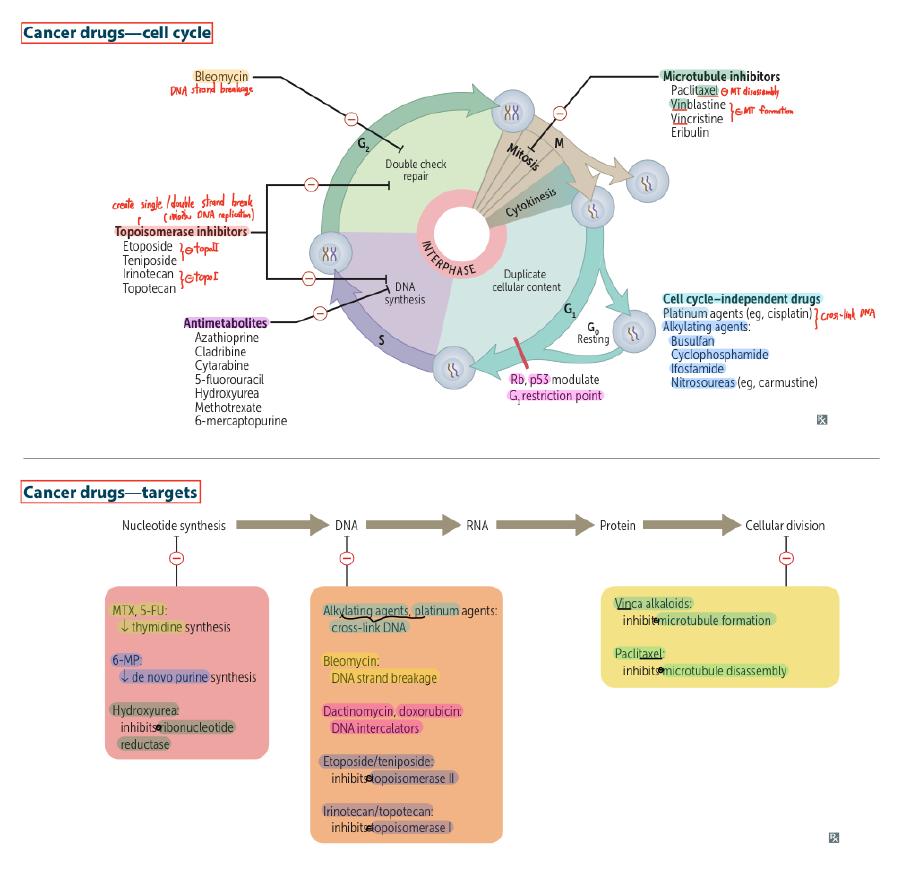 Cancer drugs—cell cycle
Bleomycin
DNA strand breakage
G2
Double check
repair
Mitosis
M
Cytokinesis
Microtubule inhibitors
Paclitaxel ⊖ MT disassembly
Vinblastine
Vincristine
} ⊖ MT formation
Eribulin
create single/double strand break
DNA replication)
Topoisomerase inhibitors
Etoposide
Teniposide
} ⊖ topo II
Irinotecan
Topotecan
} ⊖ topo I
INTERPHASE
DNA
synthesis
Duplicate
cellular content
S
G1
G0
Resting
Antimetabolites
Azathioprine
Cladribine
Cytarabine
5-fluorouracil
Hydroxyurea
Methotrexate
6-mercaptopurine
Rb, p53 modulate
G1 restriction point
Cell cycle–independent drugs
Platinum agents (eg, cisplatin) } cross-link DNA
Alkylating agents:
Busulfan
Cyclophosphamide
Ifosfamide
Nitrosoureas (eg, carmustine)
Rx
Cancer drugs—targets
Nucleotide synthesis
DNA
RNA
Protein
Cellular division
MTX, 5-FU:
↓ thymidine synthesis
6-MP:
↓ de novo purine synthesis
Hydroxyurea:
inhibits ribonucleotide
reductase
Alkylating agents, platinum agents:
cross-link DNA
Bleomycin:
DNA strand breakage
Dactinomycin, doxorubicin:
DNA intercalators
Etoposide/teniposide:
inhibits topoisomerase II
Irinotecan/topotecan:
inhibits topoisomerase I
Vinca alkaloids:
inhibit microtubule formation
Paclitaxel:
inhibits microtubule disassembly
Rx